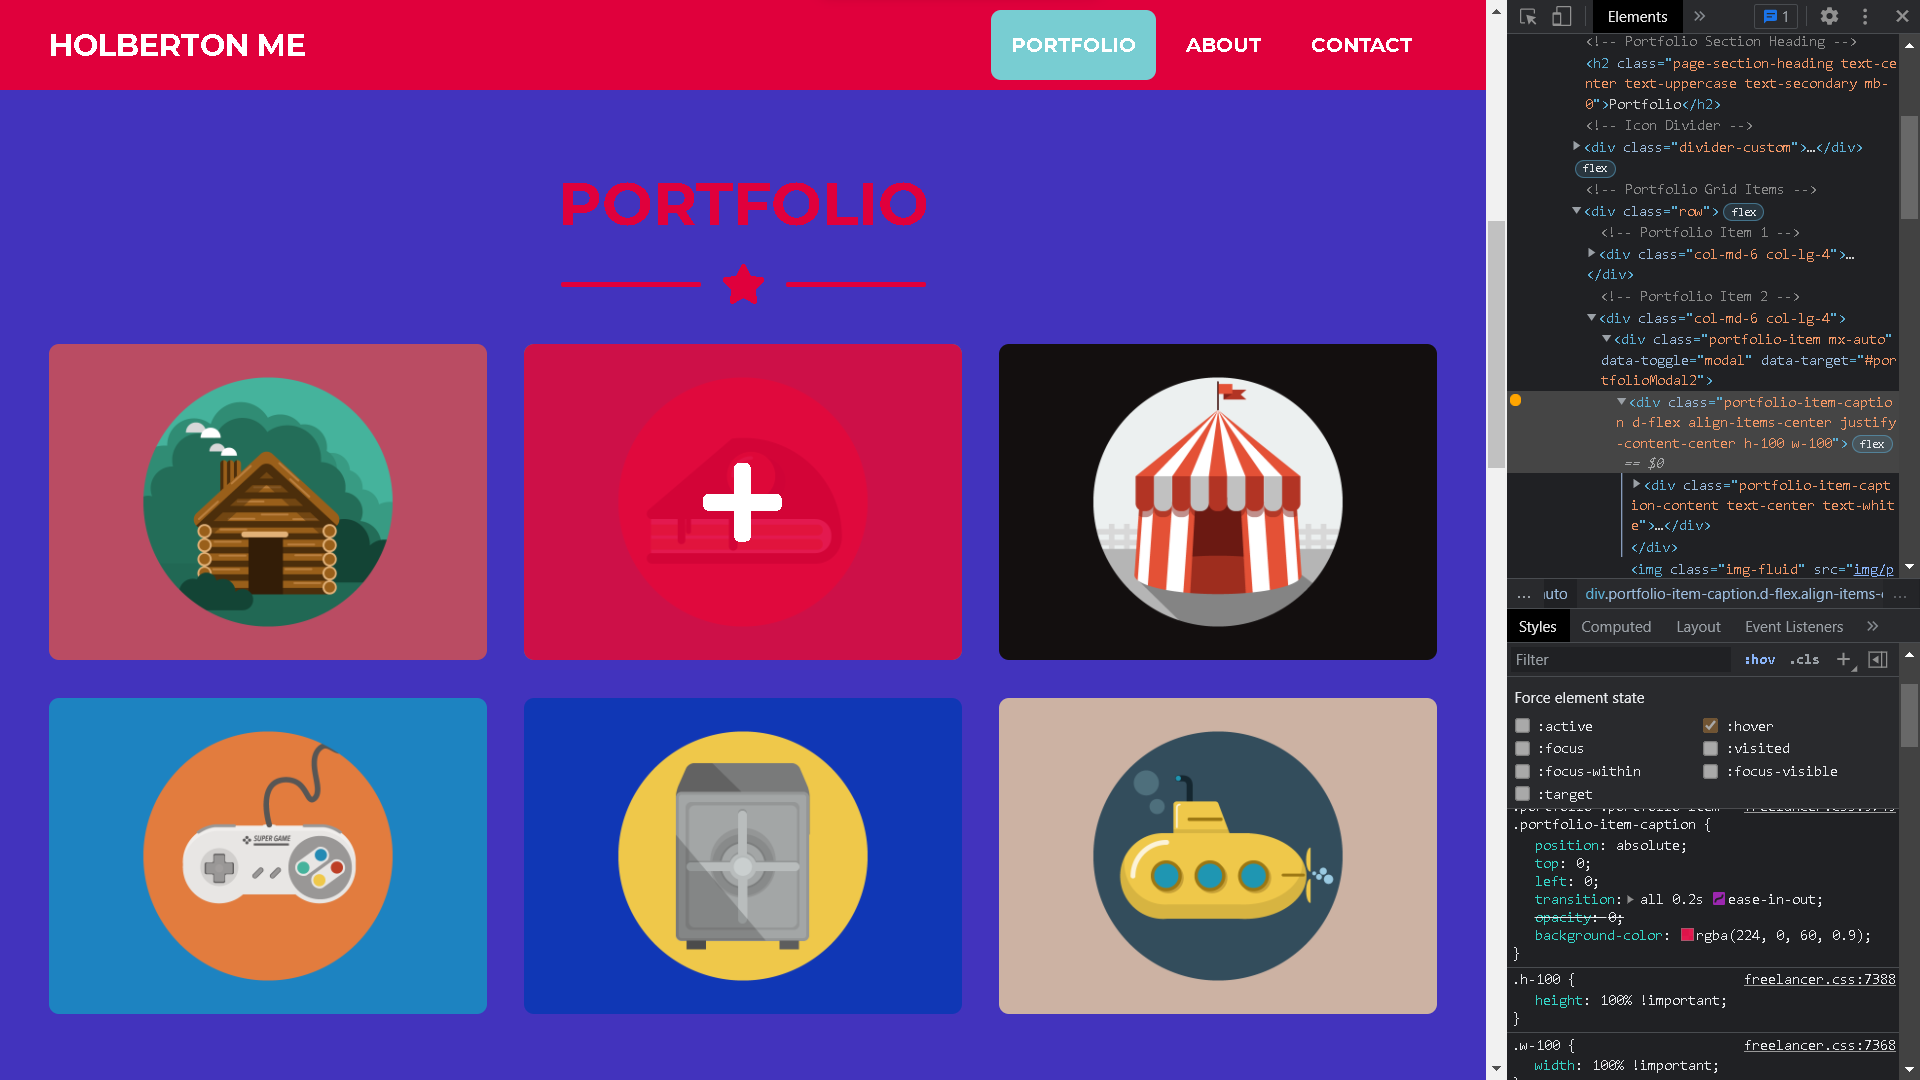 HOLBERTON ME
PORTFOLIO
ABOUT
CONTACT
PORTFOLIO
SUPER GAME
Elements
1
<!-- Portfolio Section Heading -->
<h2 class="page-section-heading text-ce
nter text-uppercase text-secondary mb-
0">Portfolio</h2>
<!-- Icon Divider -->
<div class="divider-custom">…</div>
flex
<!-- Portfolio Grid Items -->
<div class="row"> flex
<!-- Portfolio Item 1 -->
<div class="col-md-6 col-lg-4">…
</div>
<!-- Portfolio Item 2 -->
<div class="col-md-6 col-lg-4">
<div class="portfolio-item mx-auto"
data-toggle="modal" data-target="#por
tfolioModal2">
<div class="portfolio-item-captio
n d-flex align-items-center justify
-content-center h-100 w-100"> flex
== $0
<div class="portfolio-item-capt
ion-content text-center text-whit
e">…</div>
</div>
<img class="img-fluid" src="img/p
... auto div.portfolio-item-caption.d-flex.align-items- ...
Styles Computed Layout Event Listeners
Filter :hov .cls
Force element state
:active :hover
:focus :visited
:focus-within :focus-visible
:target
.portfolio-item-caption {
position: absolute;
top: 0;
left: 0;
transition: all 0.2s ease-in-out;
opacity: 0;
background-color: rgba(224, 0, 60, 0.9);
}
.h-100 { freelancer.css:7388
height: 100% !important;
}
.w-100 { freelancer.css:7368
width: 100% !important;